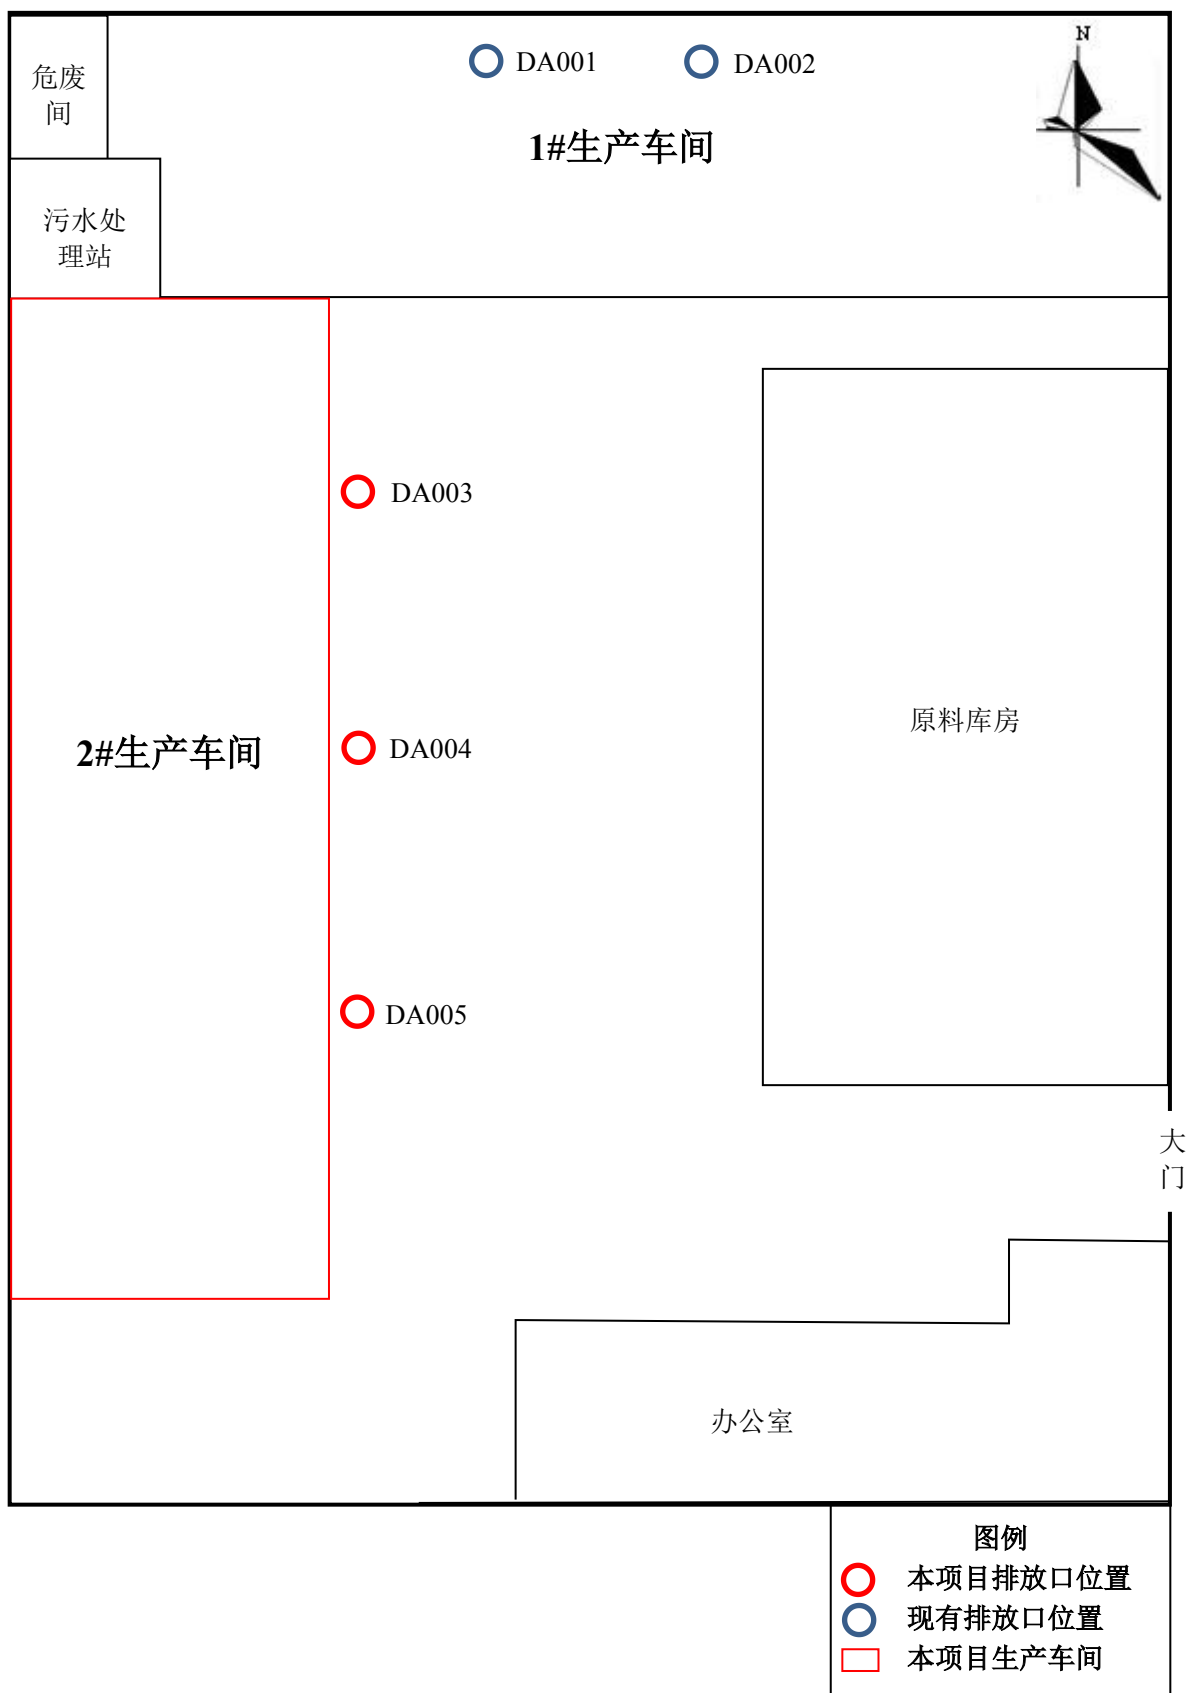 N
DA001
DA002
危废
间
1#生产车间
污水处
理站
DA003
原料库房
2#生产车间
DA004
DA005
大
门
办公室
图例
本项目排放口位置
现有排放口位置
本项目生产车间